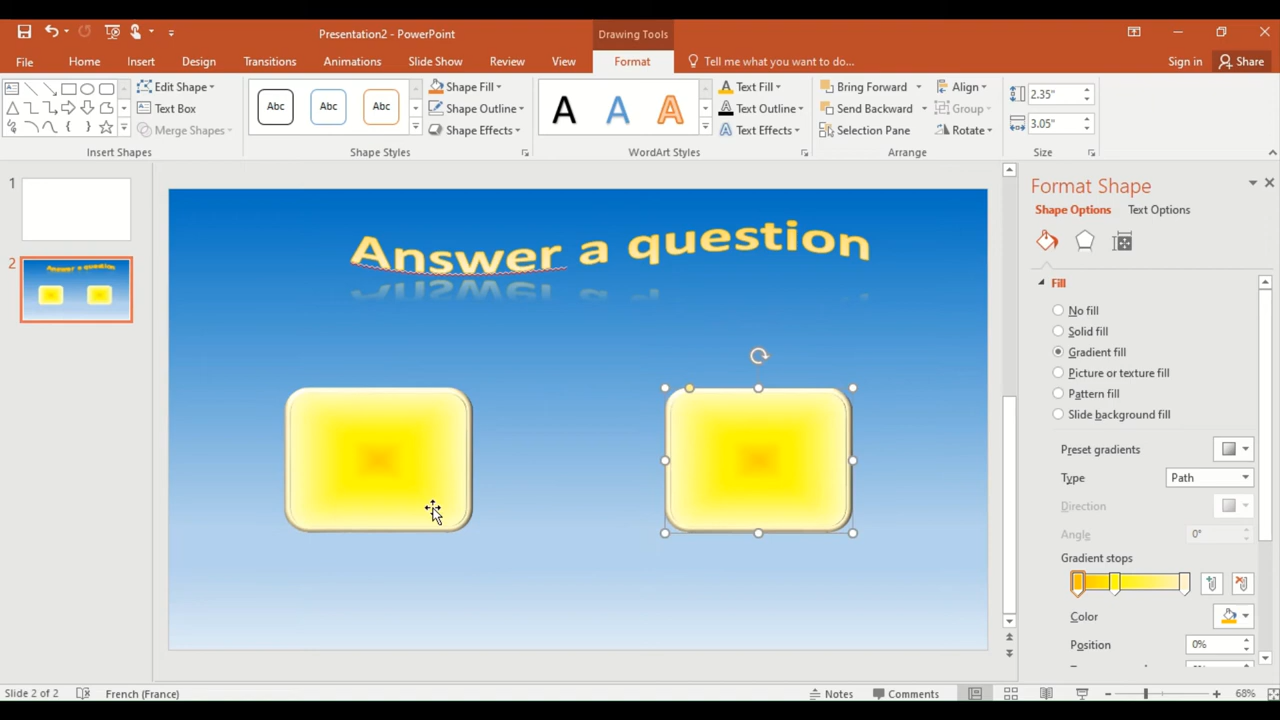 Presentation2 - PowerPoint
Drawing Tools
File Home Insert Design Transitions Animations Slide Show Review View Format Tell me what you want to do... Sign in Share
Edit Shape
Text Box
Merge Shapes
Insert Shapes
Abc Abc Abc
Shape Fill
Shape Outline
Shape Effects
Shape Styles
A A A
Text Fill
Text Outline
Text Effects
WordArt Styles
Bring Forward
Send Backward
Selection Pane
Align
Group
Rotate
Arrange
2.35"
3.05"
Size
1
2
Answer a question
Answer a question
Format Shape
Shape Options Text Options
Fill
No fill
Solid fill
Gradient fill
Picture or texture fill
Pattern fill
Slide background fill
Preset gradients
Type Path
Direction
Angle 0°
Gradient stops
Color
Position 0%
Slide 2 of 2 French (France) Notes Comments 68%